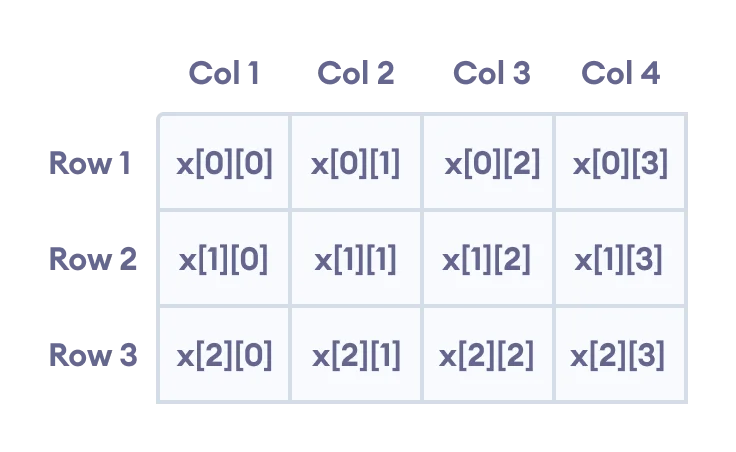 Col 1 Col 2 Col 3 Col 4
Row 1 x[0][0] x[0][1] x[0][2] x[0][3]
Row 2 x[1][0] x[1][1] x[1][2] x[1][3]
Row 3 x[2][0] x[2][1] x[2][2] x[2][3]